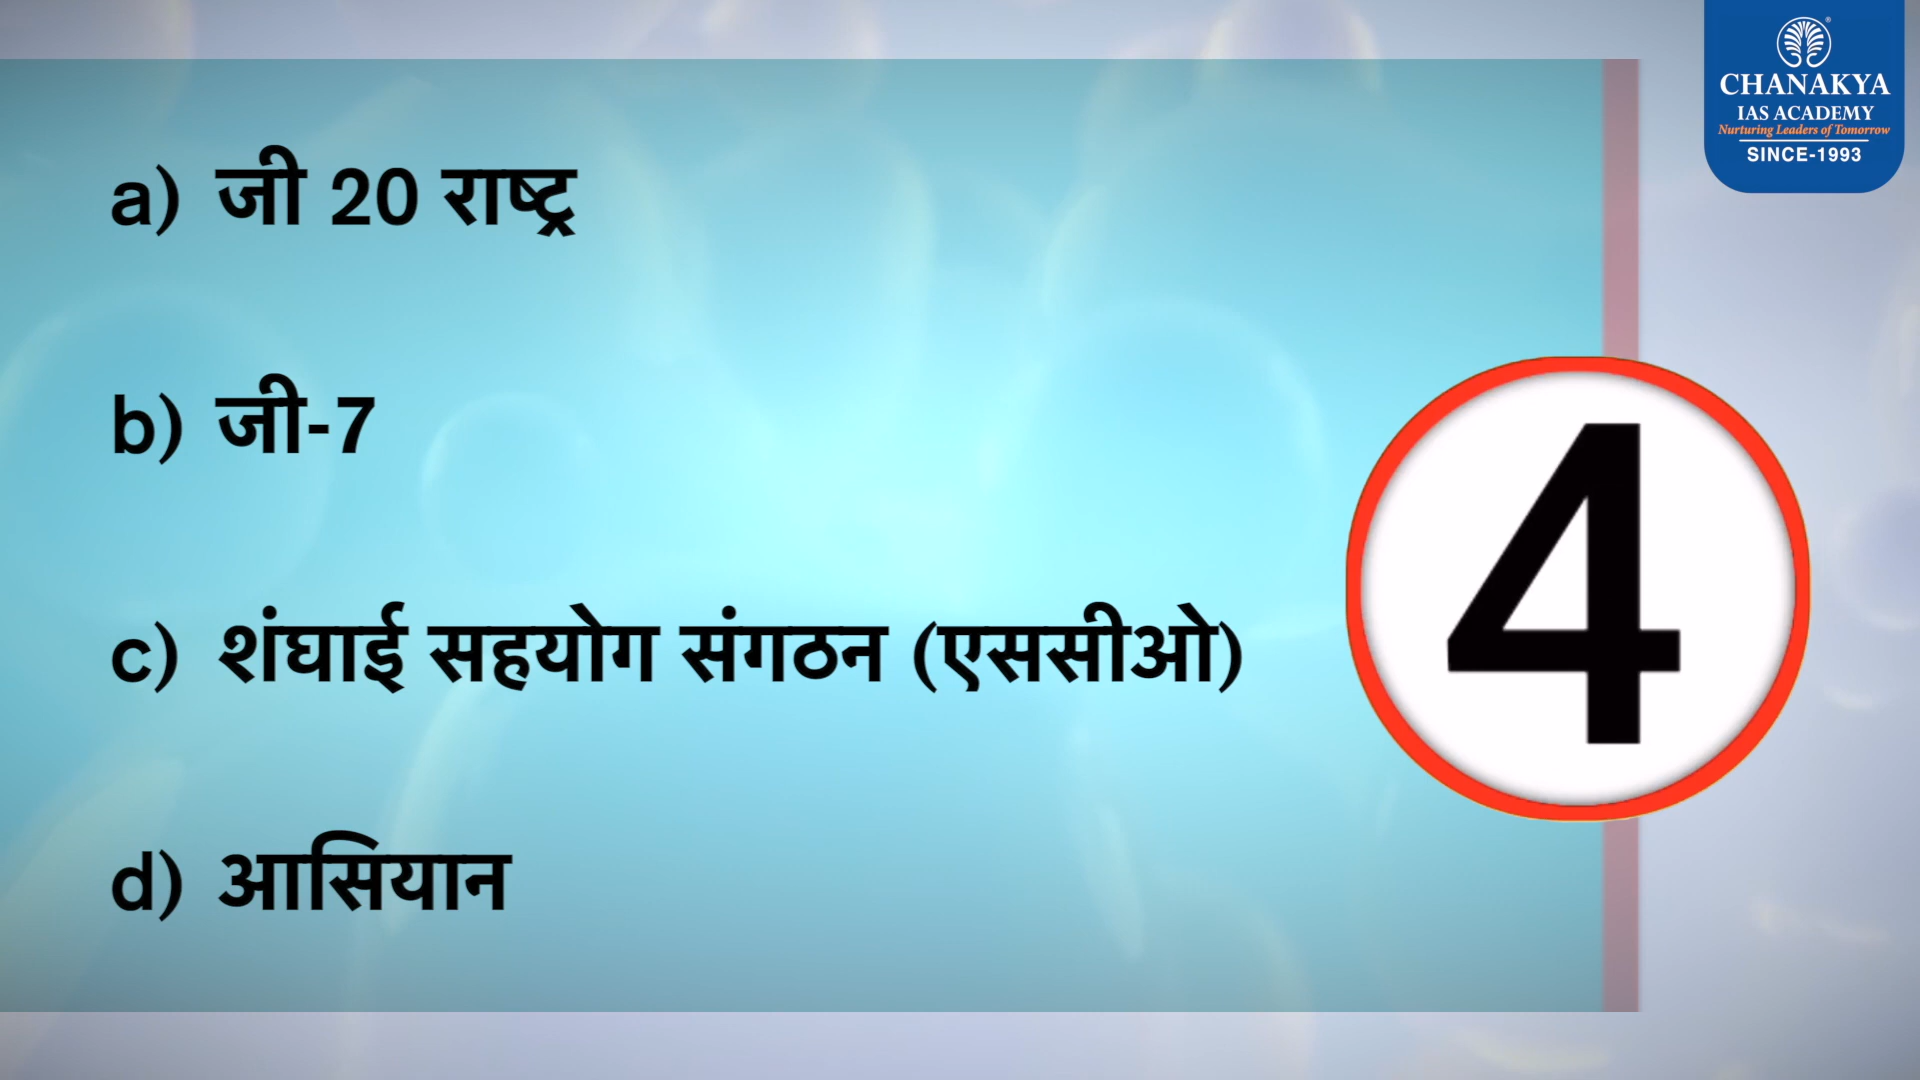 CHANAKYA
IAS ACADEMY
Nurturing Leaders of Tomorrow
SINCE-1993
a) जी 20 राष्ट्र
b) जी-7
c) शंघाई सहयोग संगठन (एससीओ)
d) आसियान
4